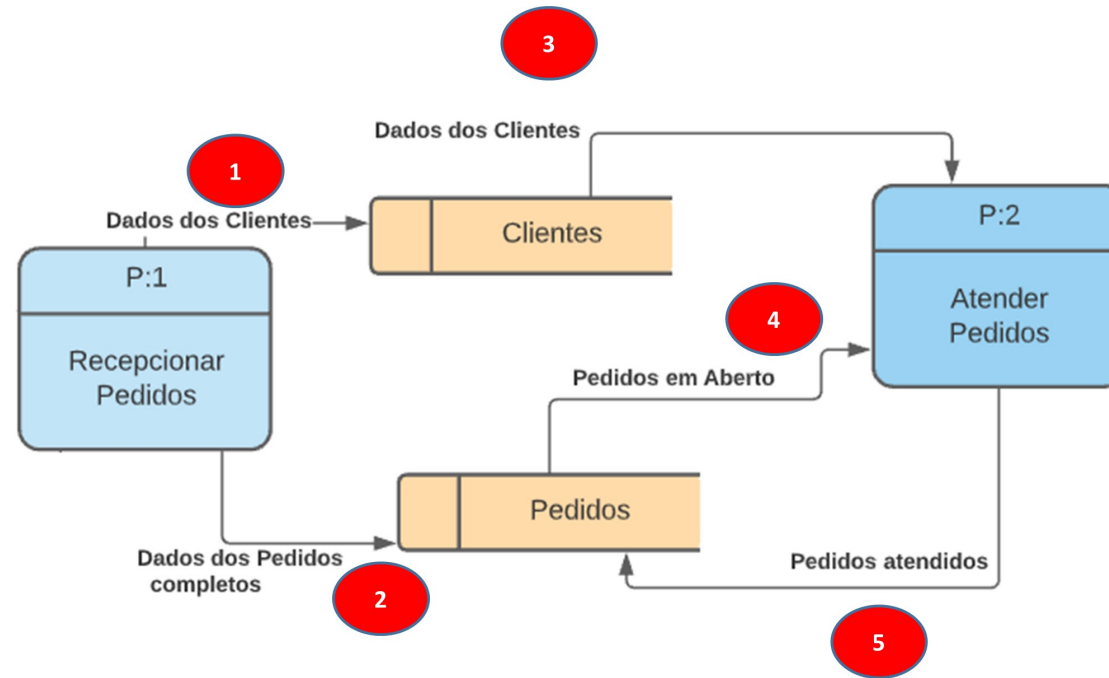 3
Dados dos Clientes
1
Dados dos Clientes
P:2
Clientes
P:1
Atender
Pedidos
4
Recepcionar
Pedidos
Pedidos em Aberto
Pedidos
Dados dos Pedidos
completos
Pedidos atendidos
2
5